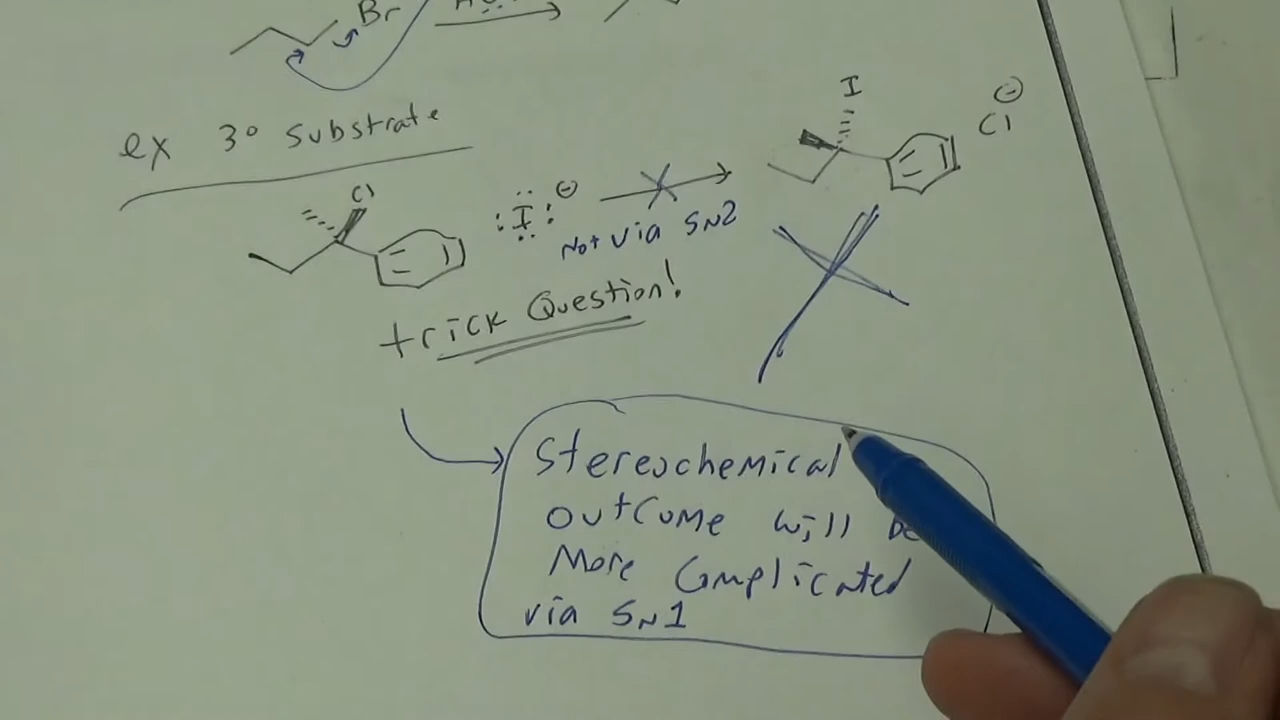 Br
ex 3° Substrate
I
Cl ⊖
Cl
:I: ⊖
Not via SN2
trick Question!
Stereochemical
outcome will be
More Complicated
via SN1